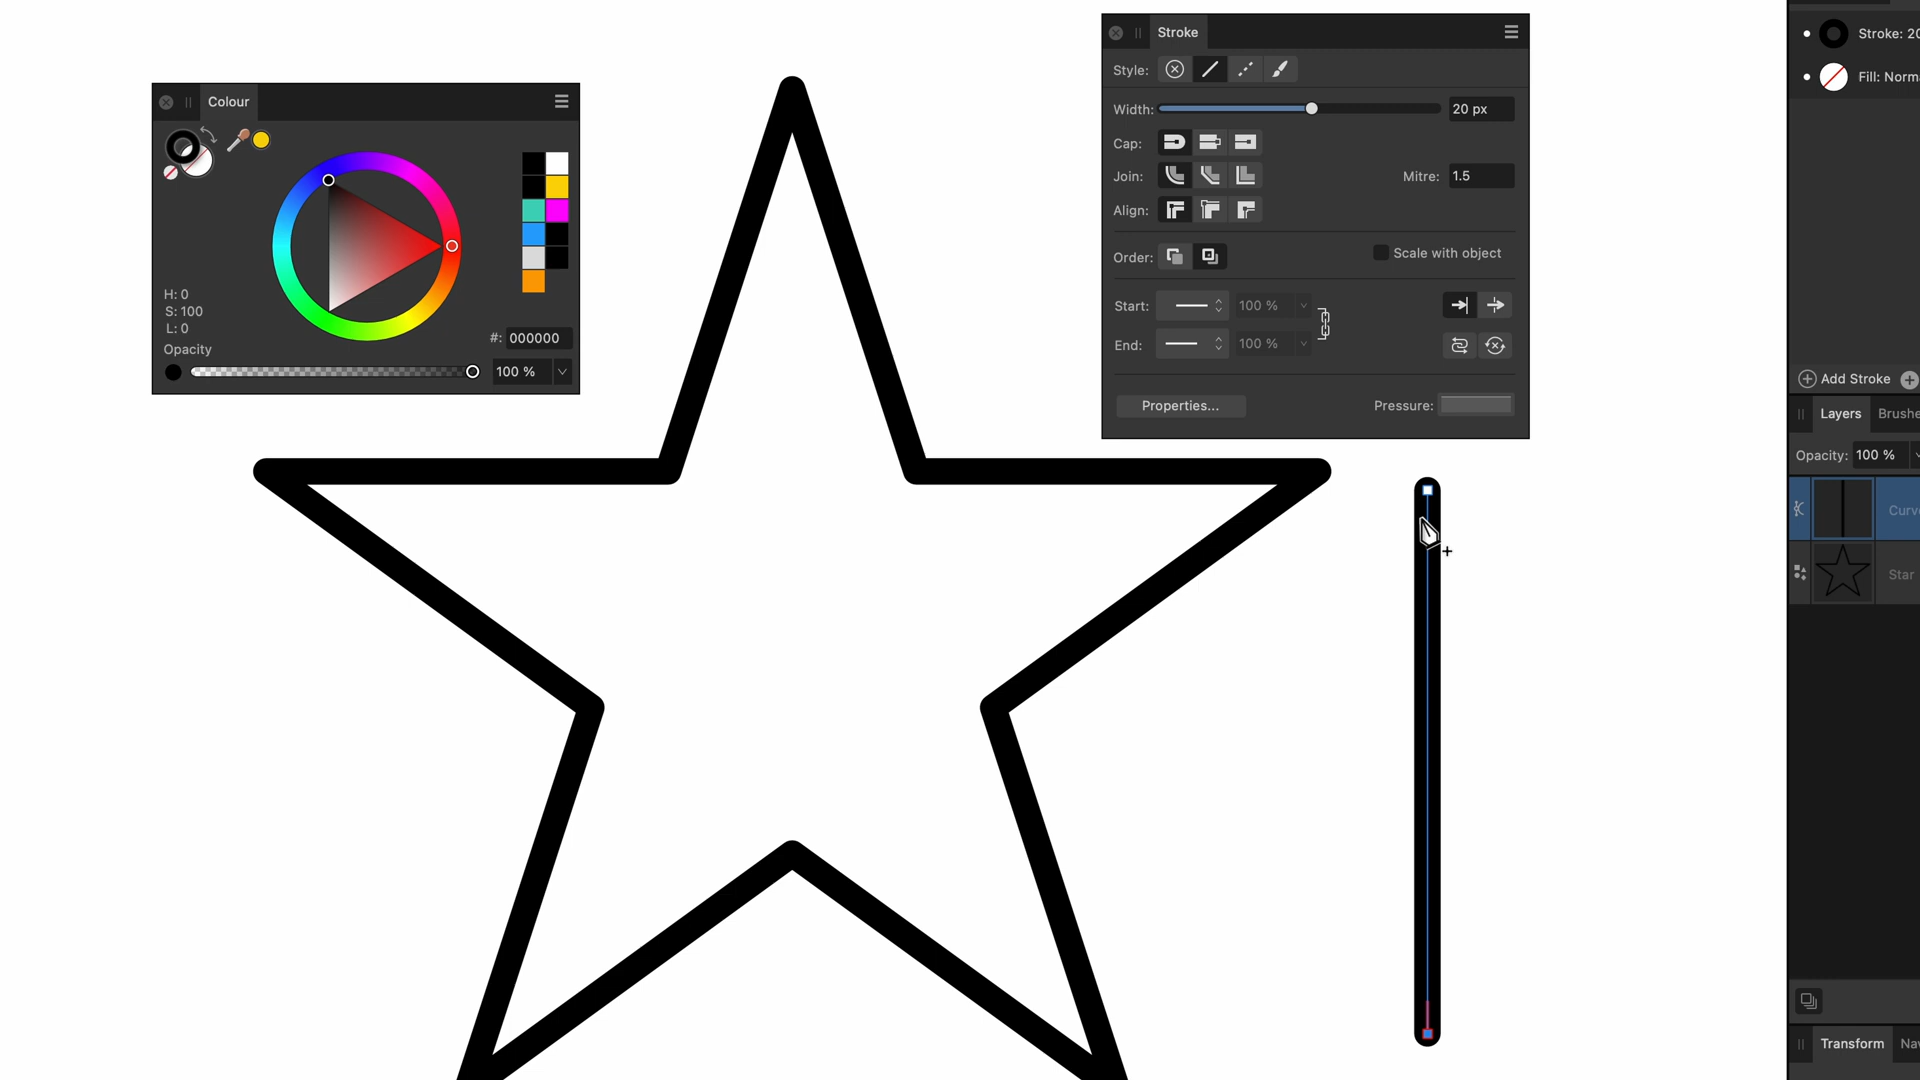 Colour
H: 0
S: 100
L: 0
#: 000000
Opacity
100 %
Stroke
Style:
Width:
20 px
Cap:
Join:
Mitre:
1.5
Align:
Order:
Scale with object
Start:
100 %
End:
100 %
Properties...
Pressure:
Stroke: 20
Fill: Norm
Add Stroke
Layers
Brushe
Opacity:
100 %
Curv
Star
Transform
Na